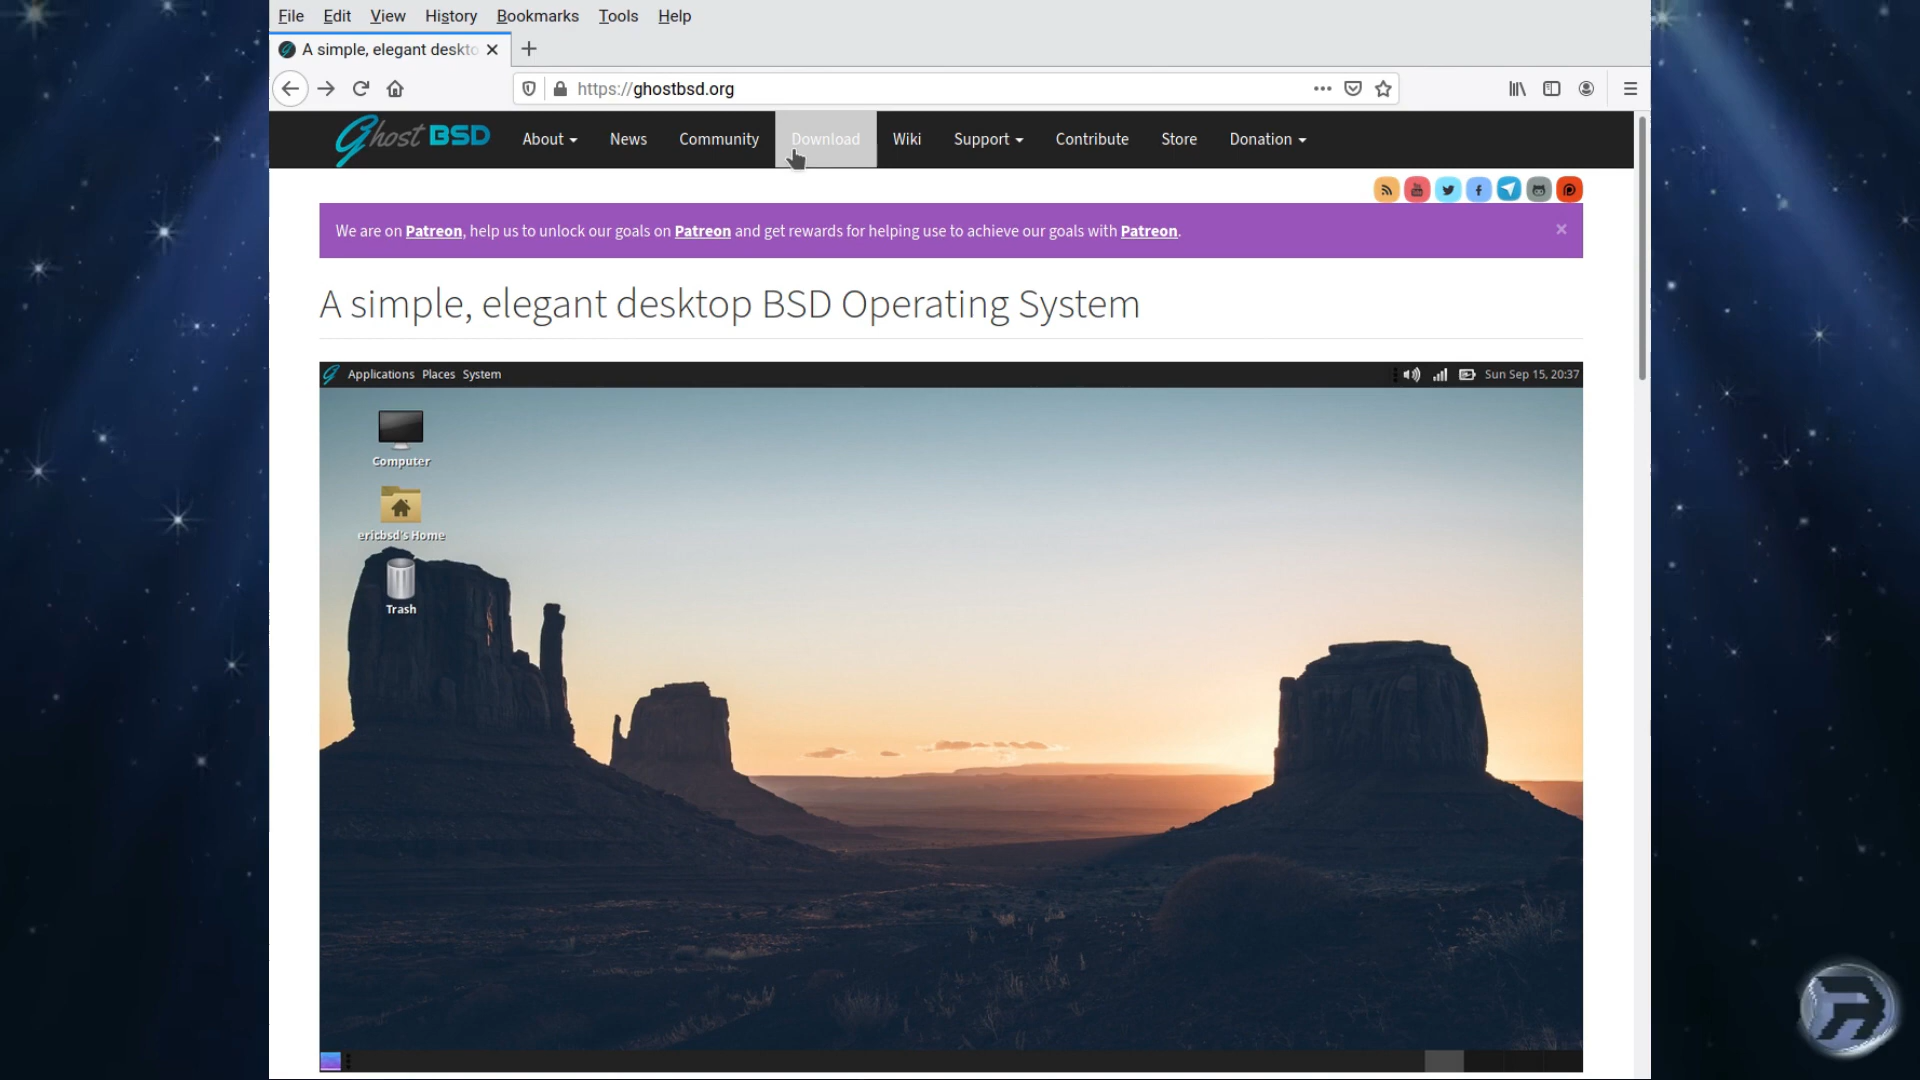 File Edit View History Bookmarks Tools Help
A simple, elegant deskto
https://ghostbsd.org
Ghost BSD About News Community Download Wiki Support Contribute Store Donation
We are on Patreon, help us to unlock our goals on Patreon and get rewards for helping use to achieve our goals with Patreon.
A simple, elegant desktop BSD Operating System
Applications Places System Sun Sep 15, 20:37
Computer
ericbsd's Home
Trash